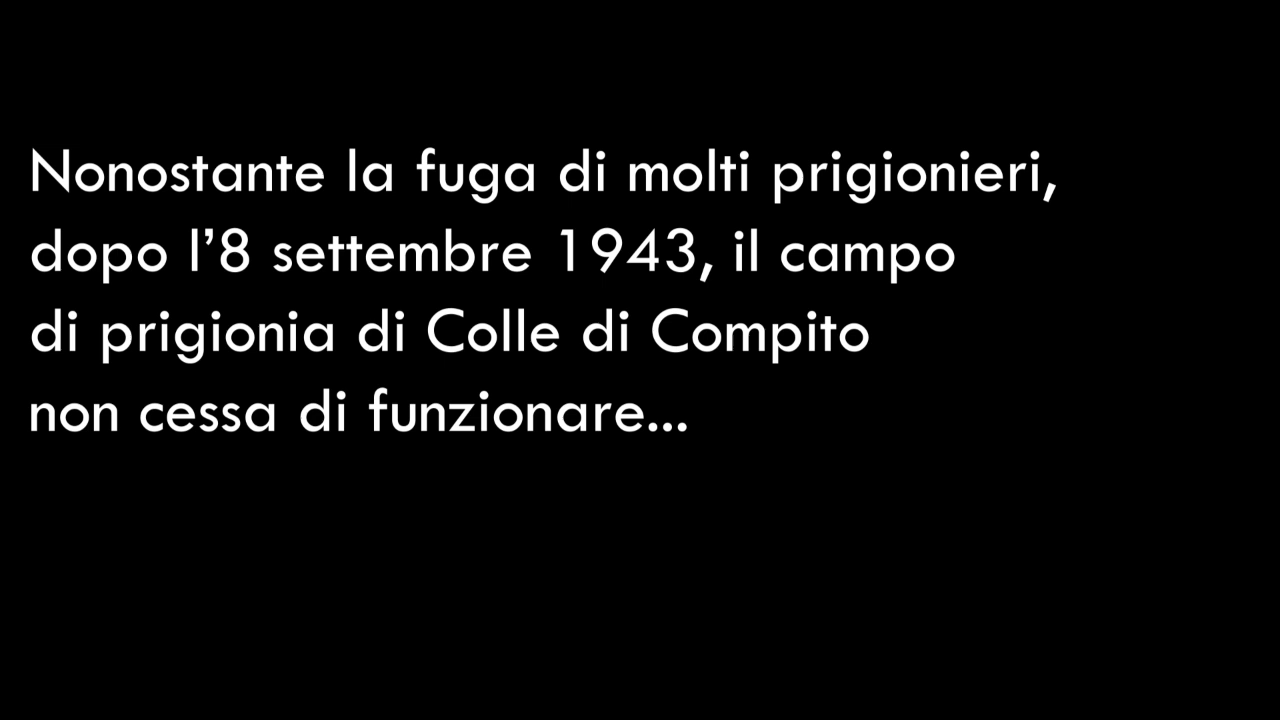 Nonostante la fuga di molti prigionieri,
dopo l’8 settembre 1943, il campo
di prigionia di Colle di Compito
non cessa di funzionare...